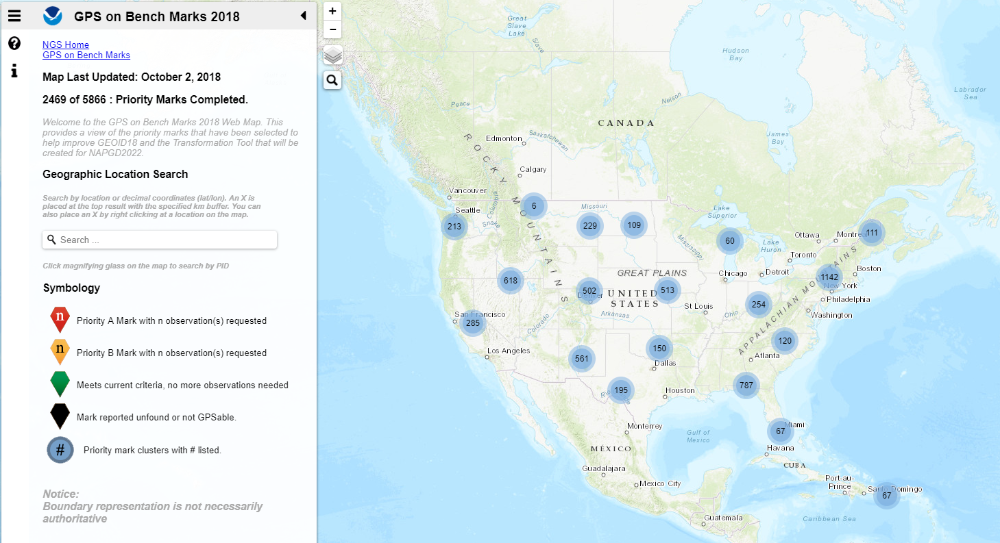 GPS on Bench Marks 2018
NGS Home
GPS on Bench Marks
Map Last Updated: October 2, 2018
2469 of 5866 : Priority Marks Completed.
Welcome to the GPS on Bench Marks 2018 Web Map. This
provides a view of the priority marks that have been selected to
help improve GEOID18 and the Transformation Tool that will be
created for NAPGD2022.
Geographic Location Search
Search by location or decimal coordinates (lat/lon). An X is
placed at the top result with the specified km buffer. You can
also place an X by right clicking at a location on the map.
Search ...
Click magnifying glass on the map to search by PID
Symbology
n
Priority A Mark with n observation(s) requested
n
Priority B Mark with n observation(s) requested
Meets current criteria, no more observations needed
Mark reported unfound or not GPSable.
#
Priority mark clusters with # listed.
Notice:
Boundary representation is not necessarily
authoritative
+
−
Great
Slave
Lake
Slave
Hudson
Bay
Labrador
Sea
Peace
Nelson
CANADA
James
Bay
Edmonton
Saskatchewan
ROCKY MOUNTAINS
Calgary
Vancouver
Seattle
Columbia
Snake
Missouri
Lake
Superior
Mississippi
6
213
229
109
60
111
Ottawa
Montre
Lake
Huron
Toronto
Chicago
Detroit
Boston
GREAT PLAINS
618
502
513
1142
New York
Philadelphia
UNITED
STATES
254
St Louis
Ohio
Washington
APPALACHIAN MOUNTAINS
San Francisco
285
Colorado
Arkansas
120
Los Angeles
561
150
Dallas
Atlanta
195
787
Houston
Monterrey
Gulf of
Mexico
67
Miami
Havana
MÉXICO
CUBA
Guadalajara
Mexico City
Port-au-
Prince
Santo Domingo
67
Guatemala
Caribbean Sea